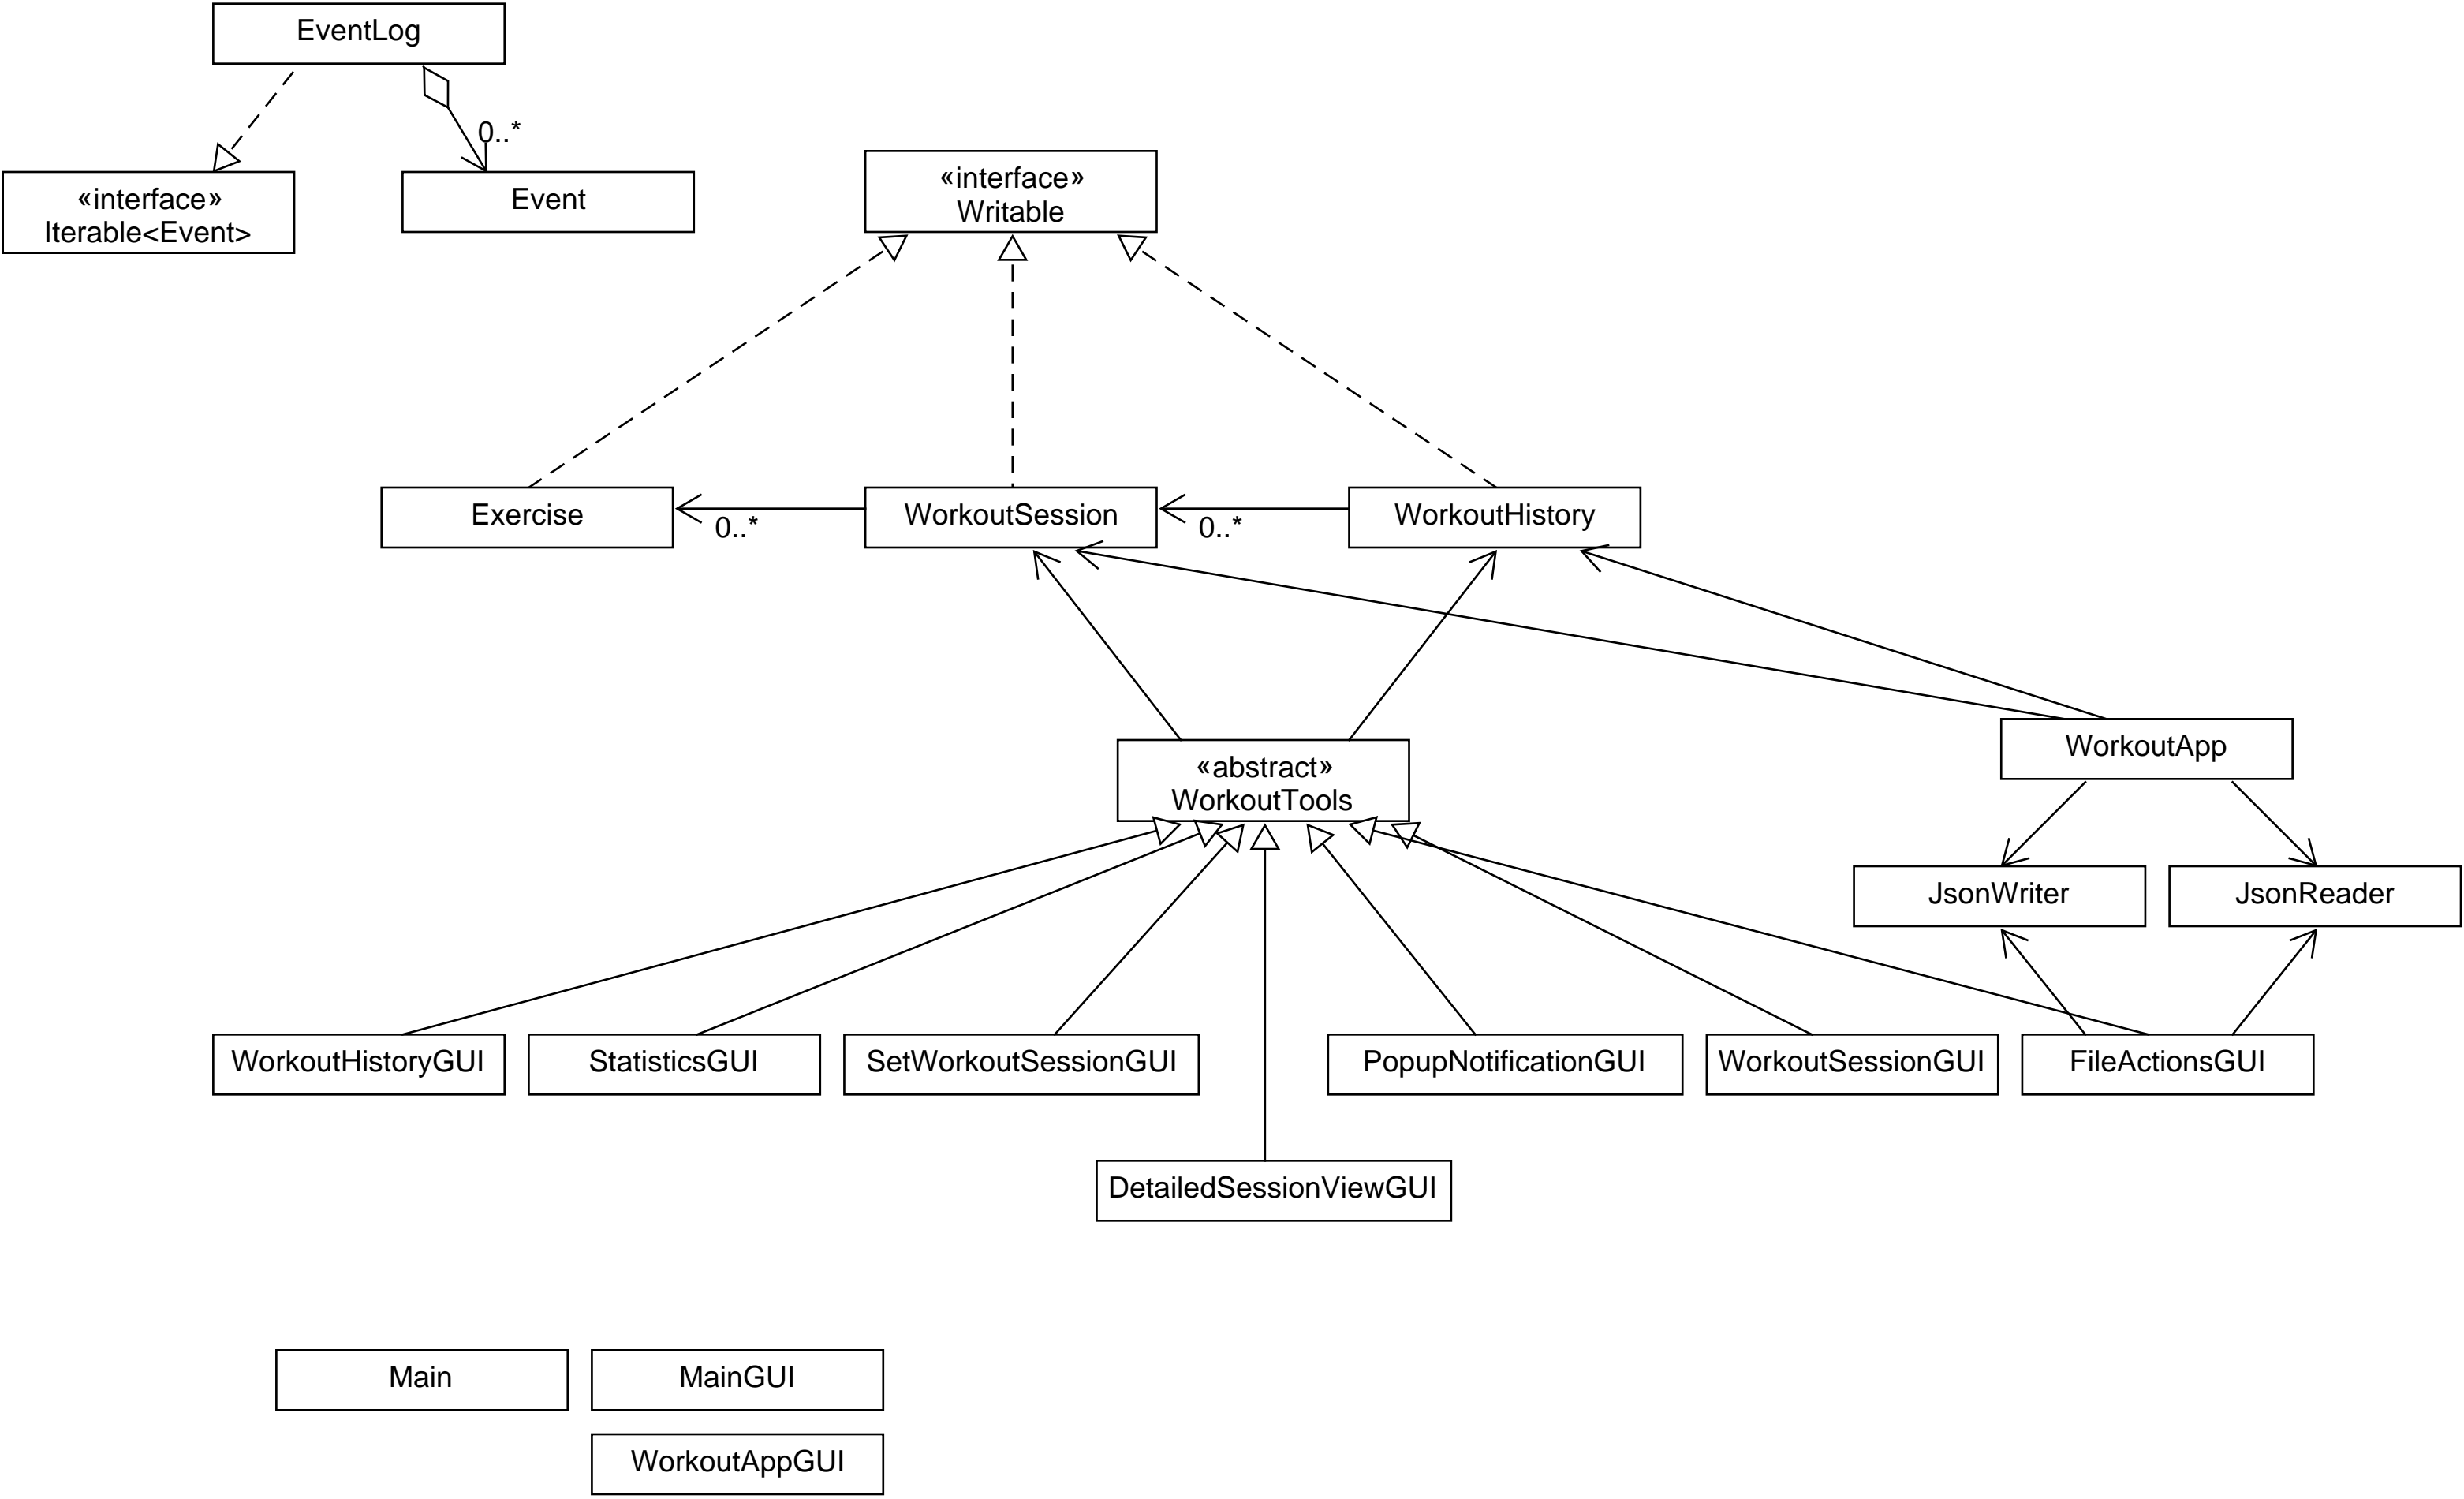 EventLog
0..*
«interface»
Iterable<Event>
Event
«interface»
Writable
Exercise
0..*
WorkoutSession
0..*
WorkoutHistory
«abstract»
WorkoutTools
WorkoutApp
JsonWriter
JsonReader
WorkoutHistoryGUI
StatisticsGUI
SetWorkoutSessionGUI
PopupNotificationGUI
WorkoutSessionGUI
FileActionsGUI
DetailedSessionViewGUI
Main
MainGUI
WorkoutAppGUI